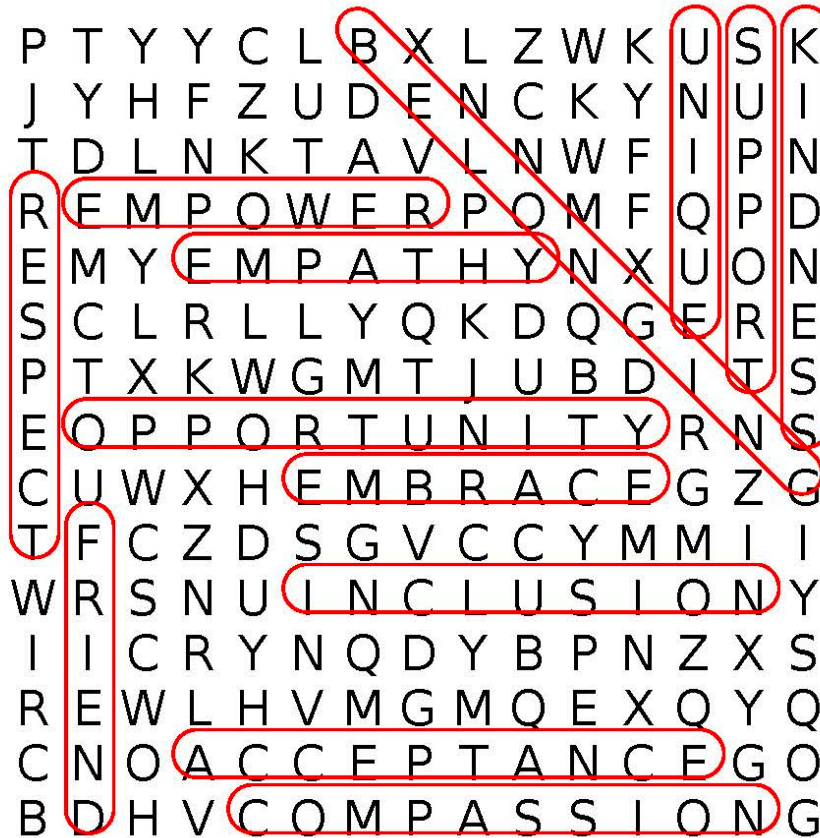 P T Y Y C L B X L Z W K U S K
J Y H F Z U D E N C K Y N U I
T D L N K T A V L N W F I P N
R E M P O W E R P O M F Q P D
E M Y E M P A T H Y N X U O N
S C L R L L Y Q K D Q G E R E
P T X K W G M T J U B D I T S
E O P P O R T U N I T Y R N S
C U W X H E M B R A C E G Z G
T F C Z D S G V C C Y M M I I
W R S N U I N C L U S I O N Y
I I C R Y N Q D Y B P N Z X S
R E W L H V M G M Q E X Q Y Q
C N O A C C E P T A N C E G O
B D H V C O M P A S S I O N G